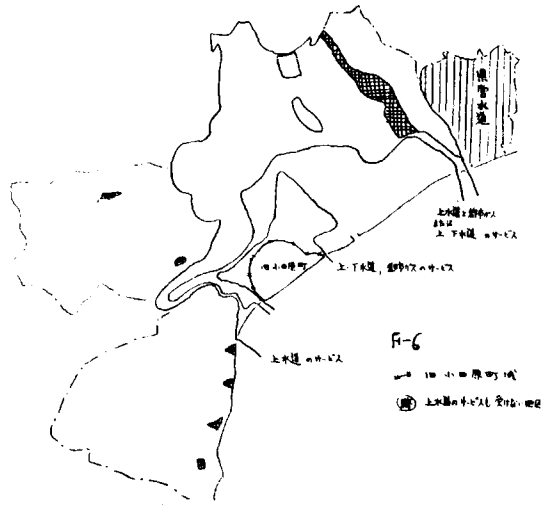 県営水道
上水道と都市ガス
または
上・下水道 のサービス
旧小田原町
上・下水道, 都市ガスのサービス
上水道 のサービス
Fi-6
旧小田原町域
上水道のサービスも受けない地区